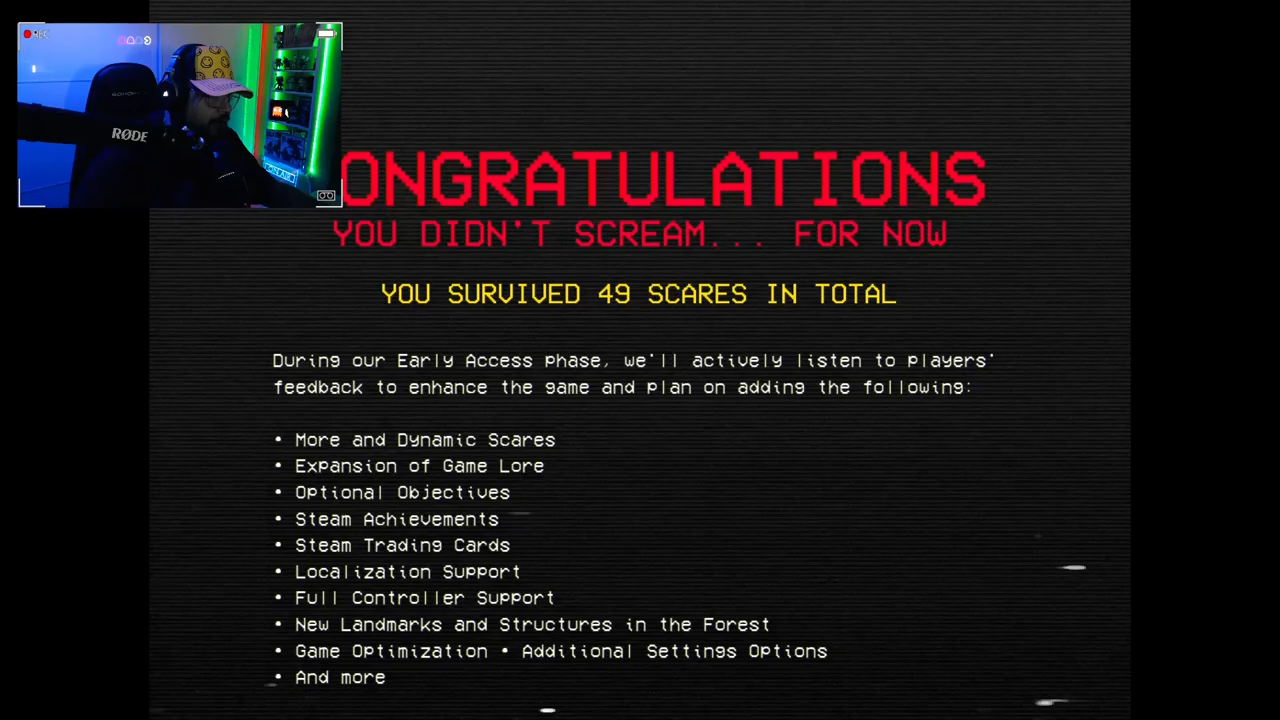 REC
RØDE
ON AIR
ONGRATULATIONS
YOU DIDN'T SCREAM... FOR NOW
YOU SURVIVED 49 SCARES IN TOTAL
During our Early Access phase, we'll actively listen to players'
feedback to enhance the game and plan on adding the following:
• More and Dynamic Scares
• Expansion of Game Lore
• Optional Objectives
• Steam Achievements
• Steam Trading Cards
• Localization Support
• Full Controller Support
• New Landmarks and Structures in the Forest
• Game Optimization • Additional Settings Options
• And more